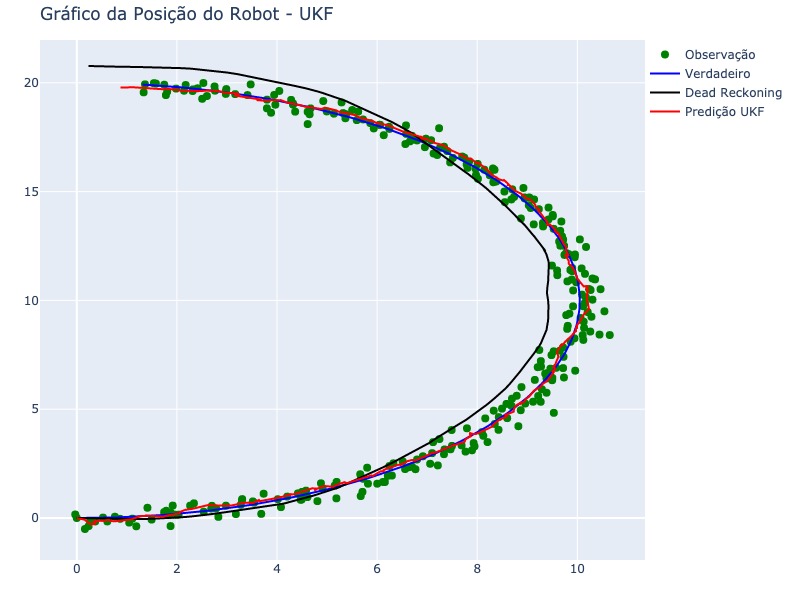 Gráfico da Posição do Robot - UKF
Observação
Verdadeiro
Dead Reckoning
Predição UKF
20
15
10
5
0
0 2 4 6 8 10